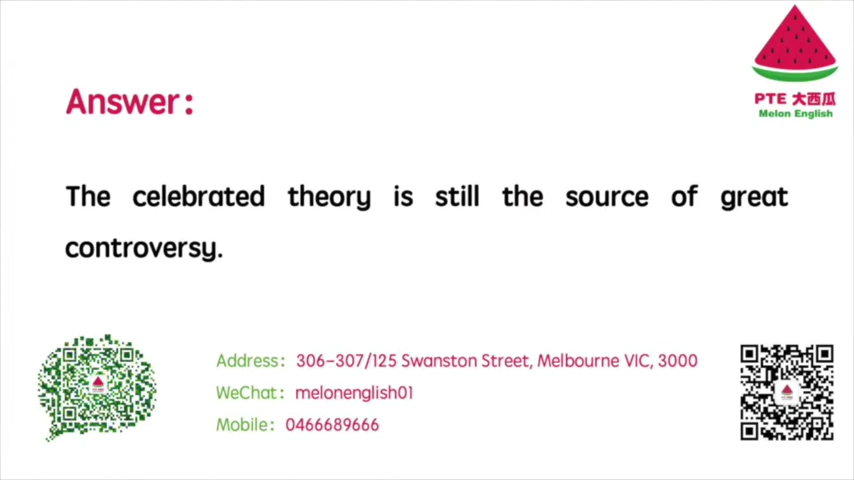 PTE 大西瓜
Melon English
Answer:
The celebrated theory is still the source of great
controversy.
Address: 306-307/125 Swanston Street, Melbourne VIC, 3000
WeChat: melonenglish01
Mobile: 0466689666